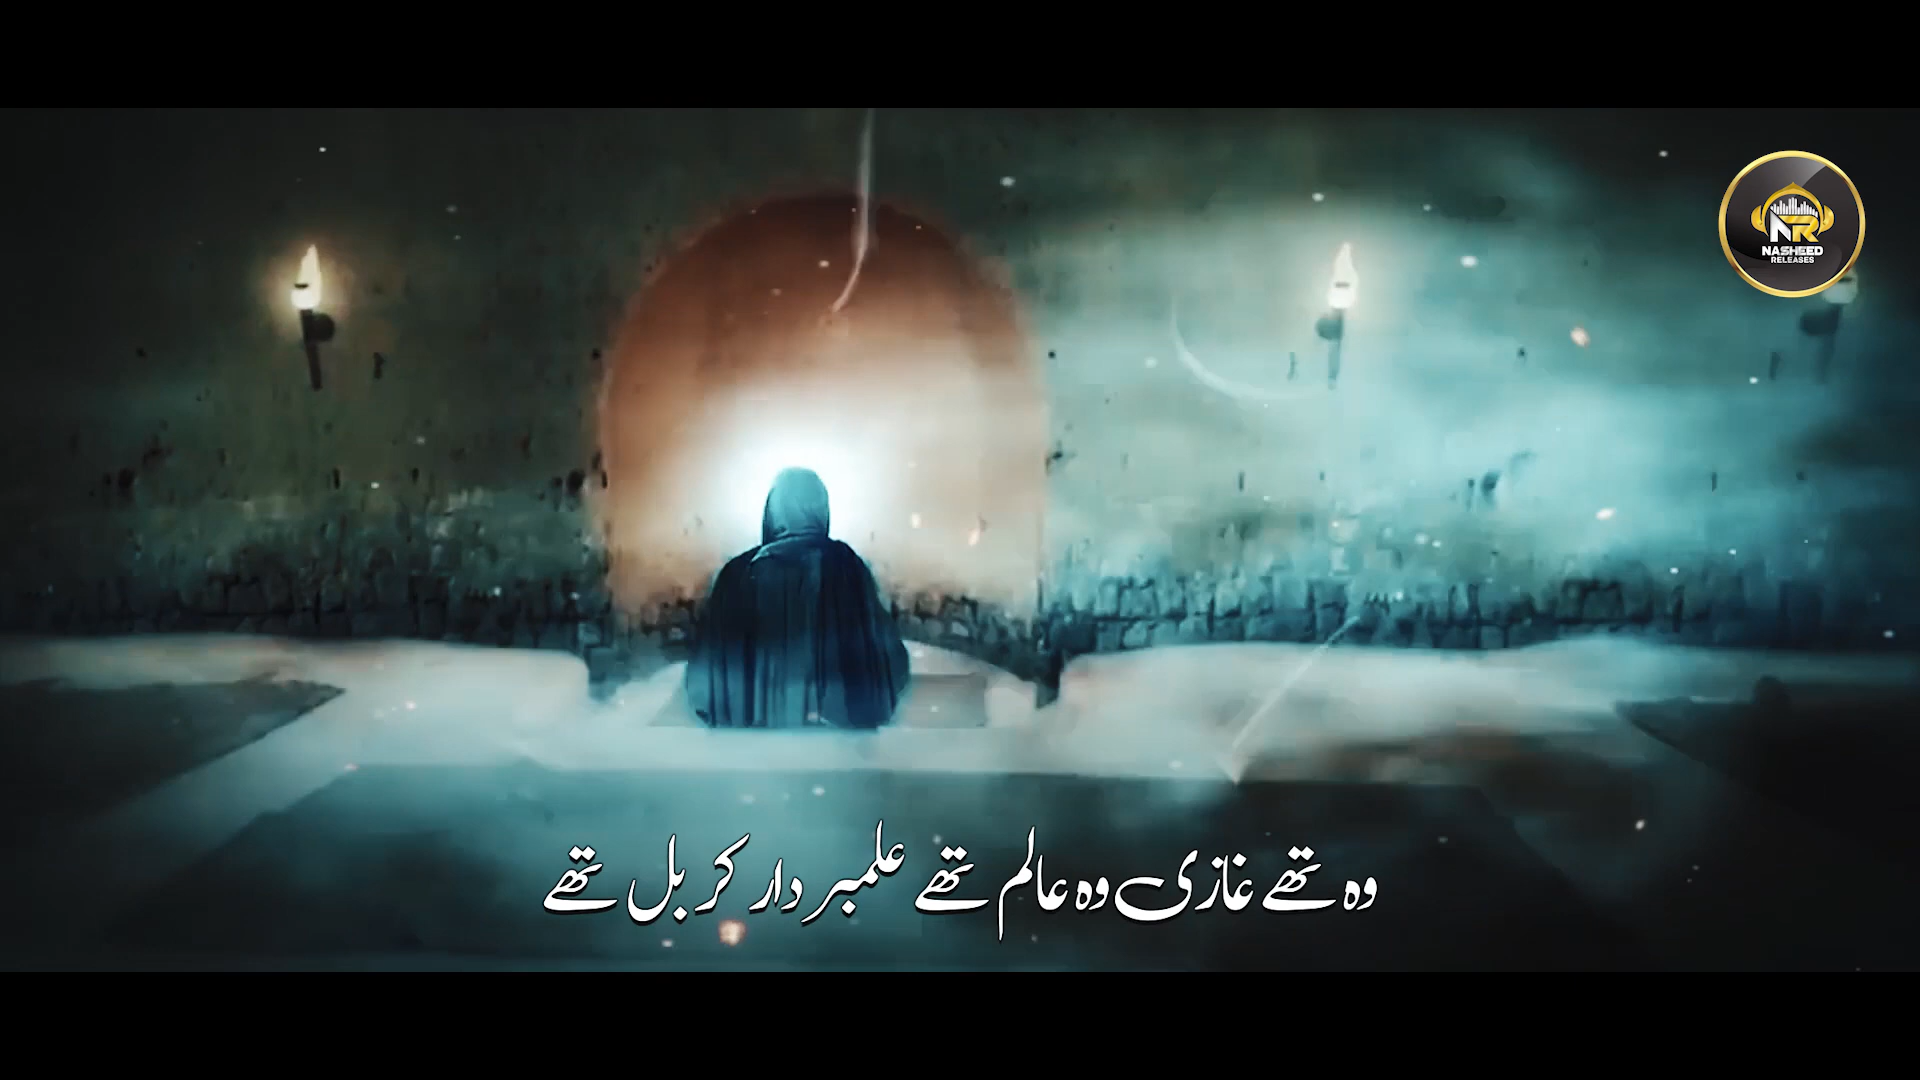 NR
NASHEED
RELEASES
وہ تھے غازی وہ عالم تھے علمبردار کربل تھے